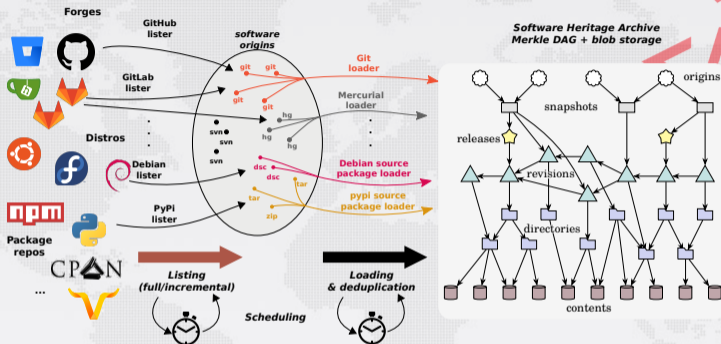 Forges
GitHub
lister
software
origins
Software Heritage Archive
Merkle DAG + blob storage
git
git
git
git
Git
loader
GitLab
lister
Mercurial
loader
origins
snapshots
hg
hg
hg
svn
svn
svn
Distros
releases
Debian
lister
dsc
dsc
Debian source
package loader
revisions
tar
tar
zip
pypi source
package loader
PyPi
lister
npm
directories
Package
repos
CPAN
...
Listing
(full/incremental)
Loading
& deduplication
Scheduling
contents